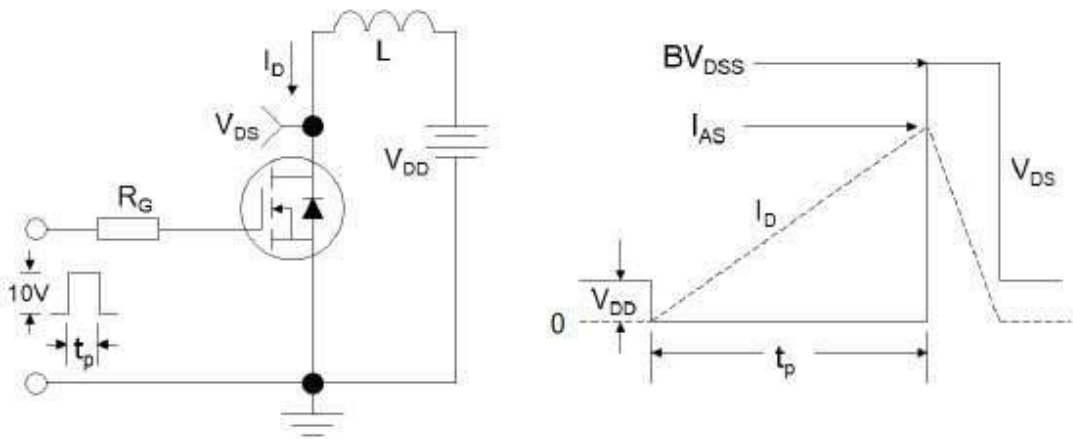 L
I_D
V_DS
V_DD
R_G
10V
t_p
BV_DSS
I_AS
V_DS
I_D
V_DD
0
t_p